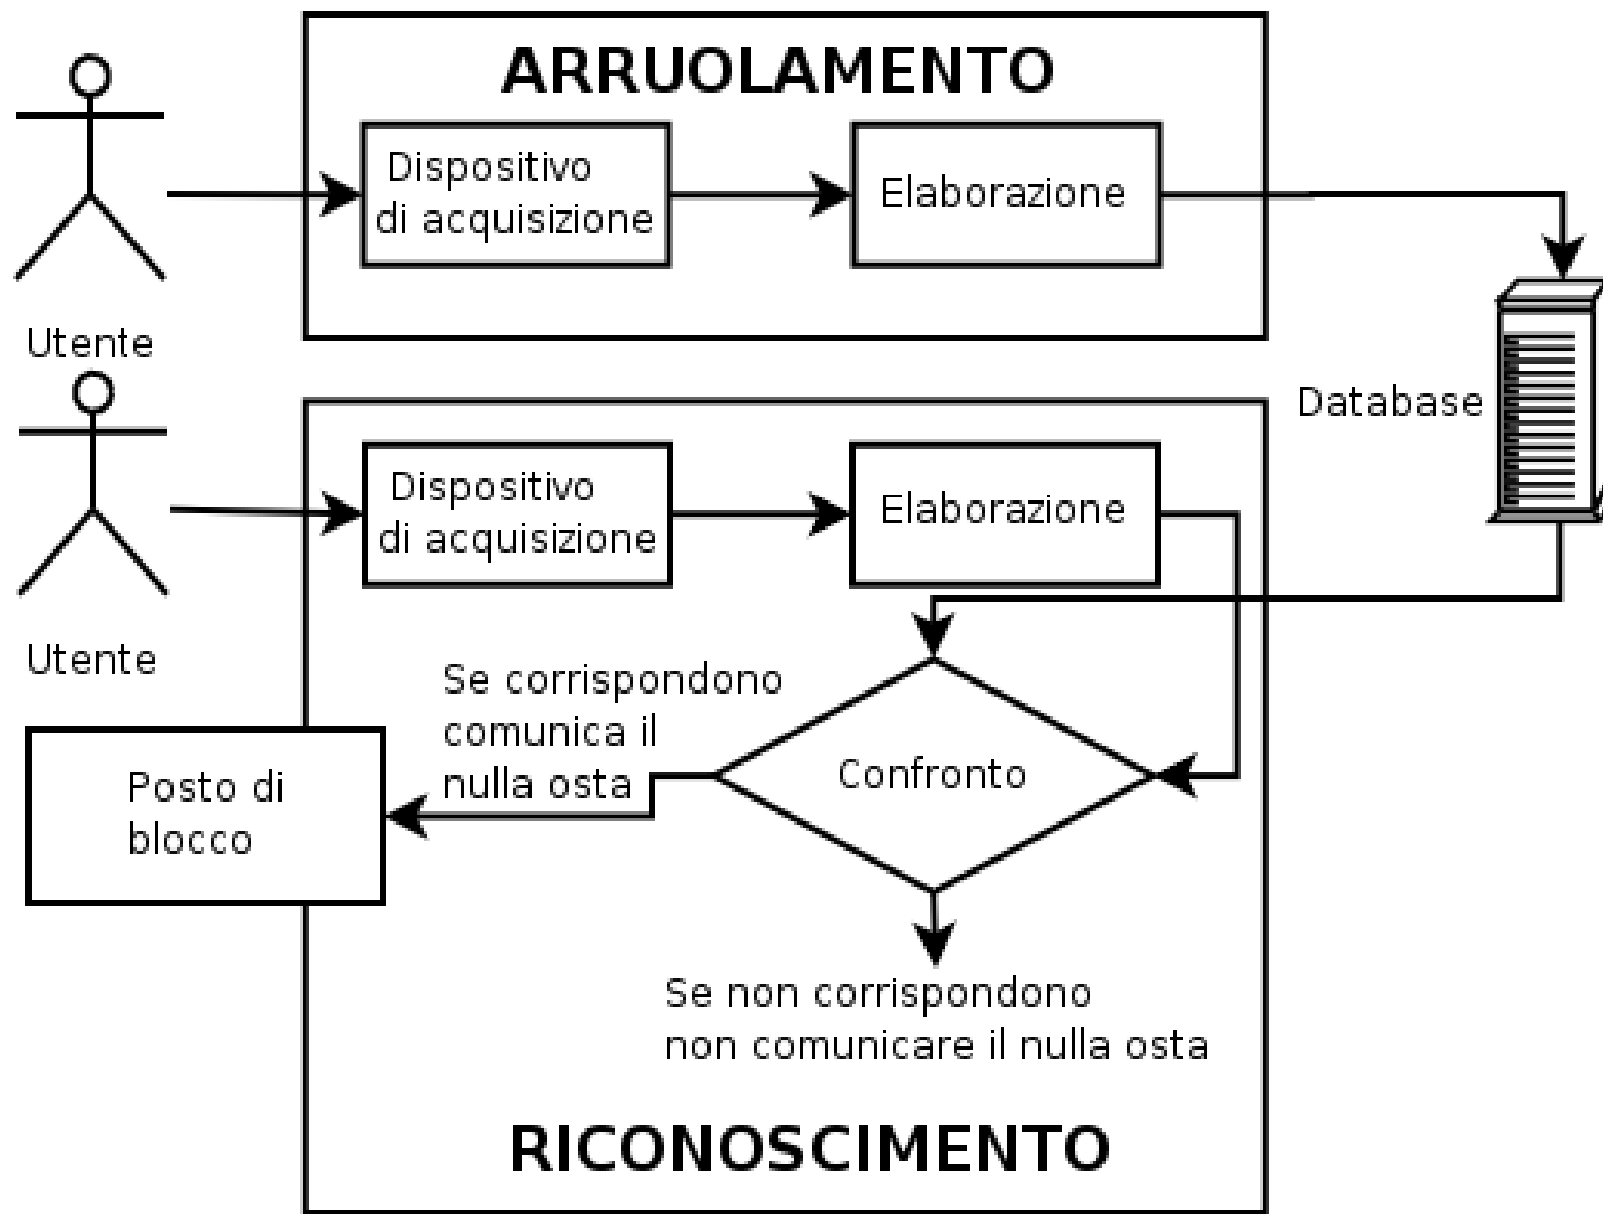 ARRUOLAMENTO
Dispositivo
di acquisizione
Elaborazione
Utente
Database
Dispositivo
di acquisizione
Elaborazione
Utente
Se corrispondono
comunica il
nulla osta
Confronto
Posto di
blocco
Se non corrispondono
non comunicare il nulla osta
RICONOSCIMENTO